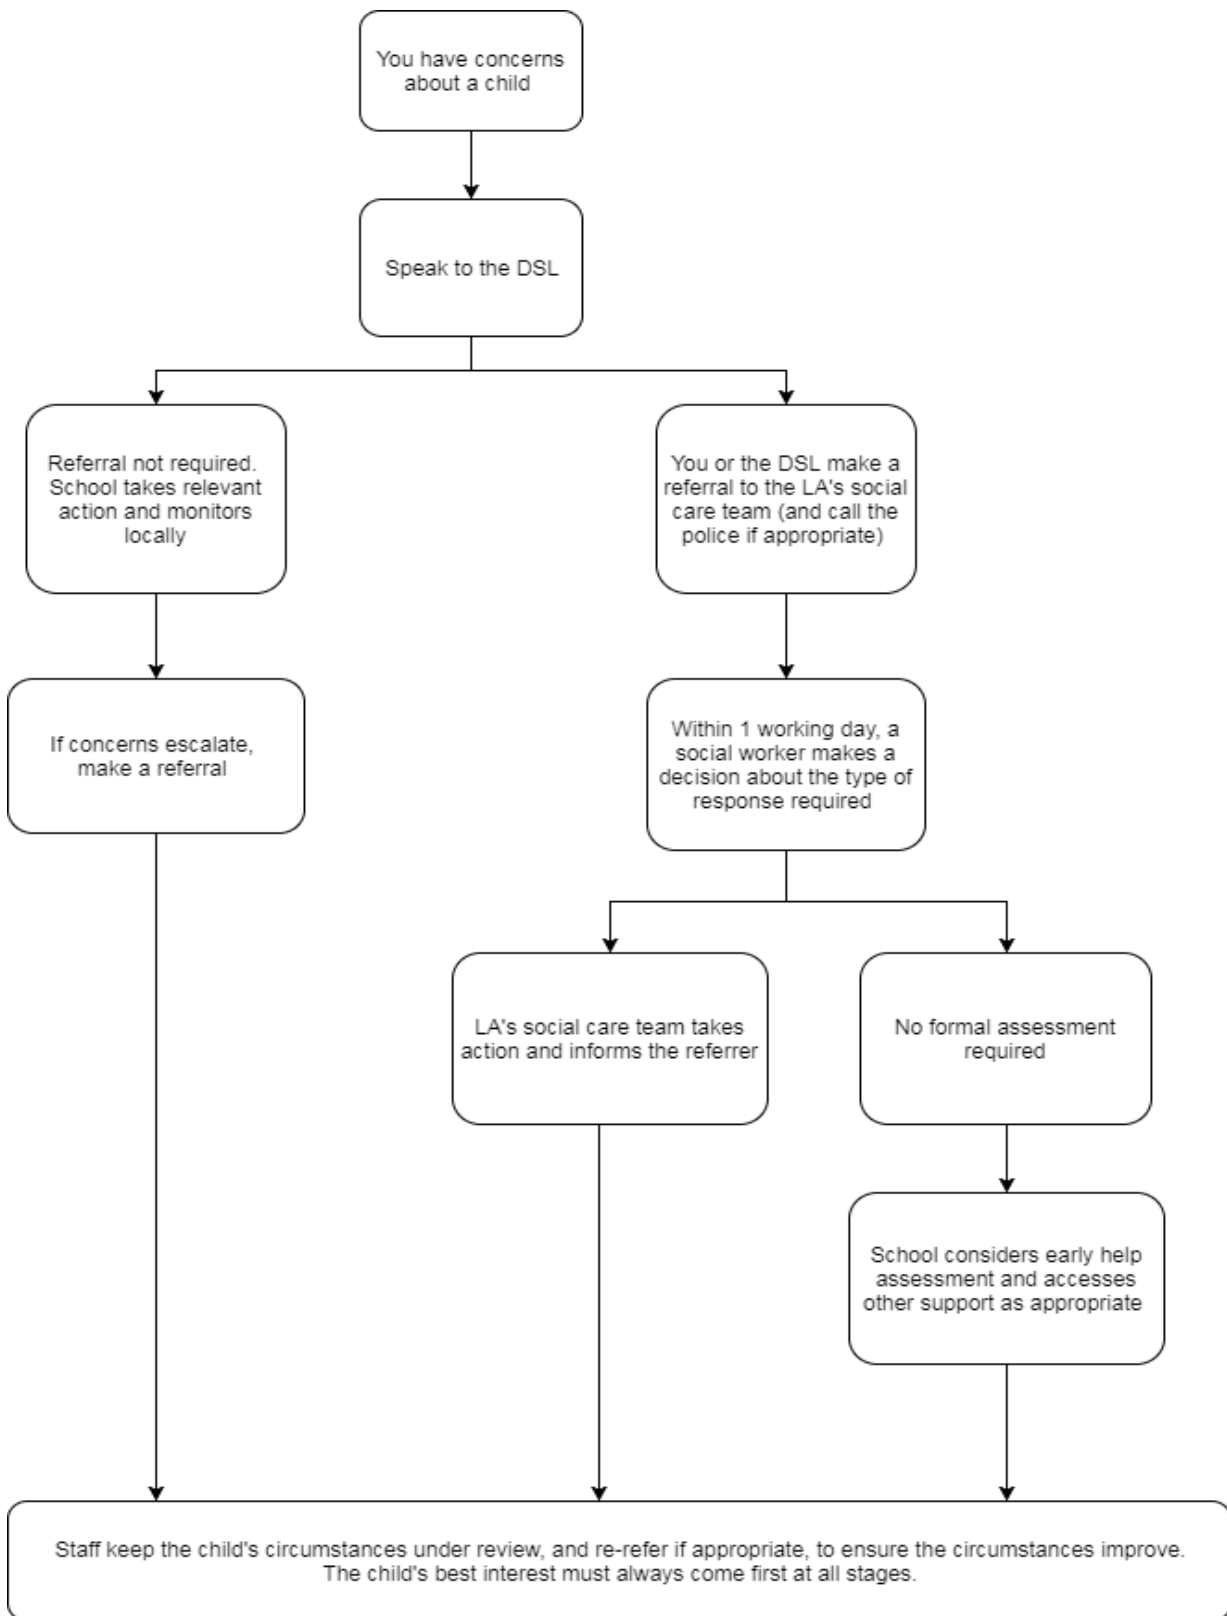 You have concerns
about a child
Speak to the DSL
Referral not required.
School takes relevant
action and monitors
locally
You or the DSL make a
referral to the LA's social
care team (and call the
police if appropriate)
If concerns escalate,
make a referral
Within 1 working day, a
social worker makes a
decision about the type of
response required
LA's social care team takes
action and informs the referrer
No formal assessment
required
School considers early help
assessment and accesses
other support as appropriate
Staff keep the child's circumstances under review, and re-refer if appropriate, to ensure the circumstances improve.
The child's best interest must always come first at all stages.